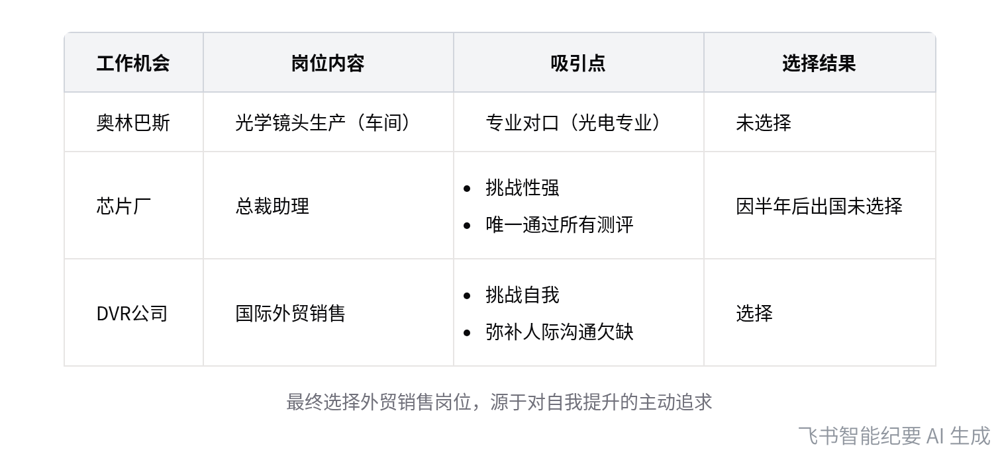 工作机会 岗位内容 吸引点 选择结果
奥林巴斯 光学镜头生产（车间） 专业对口（光电专业） 未选择
芯片厂 总裁助理 • 挑战性强 因半年后出国未选择
• 唯一通过所有测评
DVR公司 国际外贸销售 • 挑战自我 选择
• 弥补人际沟通欠缺
最终选择外贸销售岗位，源于对自我提升的主动追求
飞书智能纪要 AI 生成